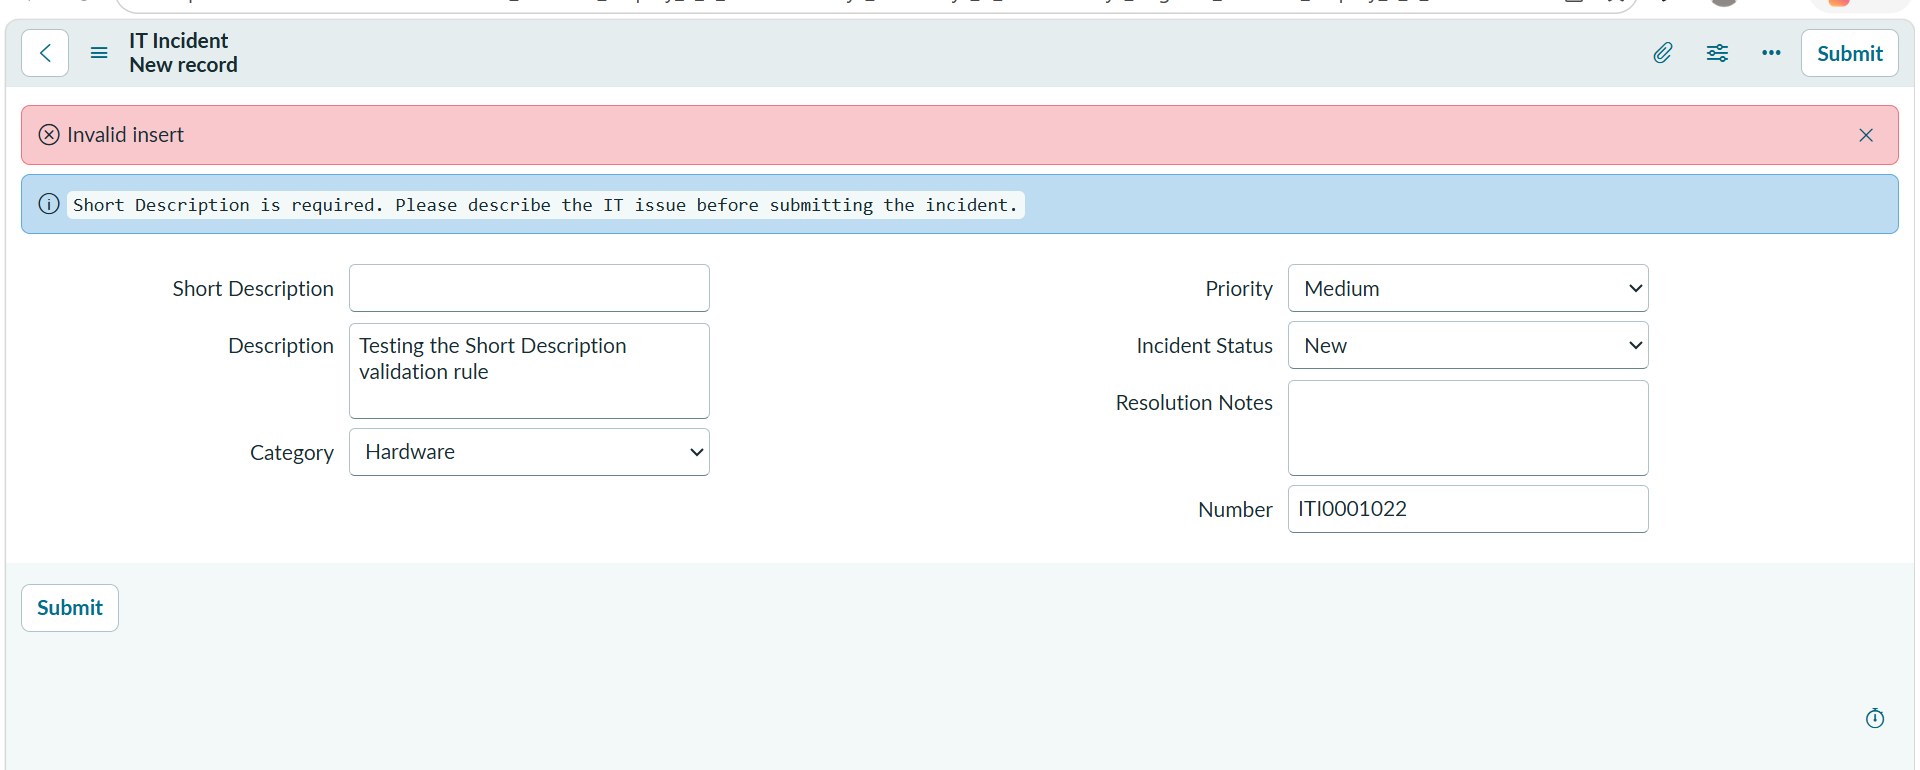 IT Incident
New record
Submit
Invalid insert
Short Description is required. Please describe the IT issue before submitting the incident.
Short Description
Priority
Medium
Description
Testing the Short Description
validation rule
Incident Status
New
Resolution Notes
Category
Hardware
Number
ITI0001022
Submit